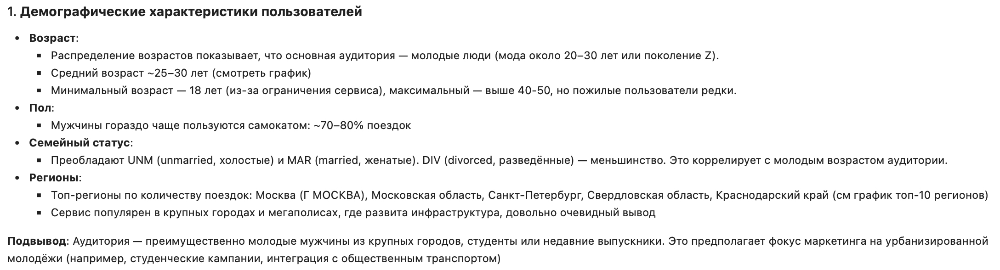 1. Демографические характеристики пользователей
• Возраст:
▪ Распределение возрастов показывает, что основная аудитория — молодые люди (мода около 20–30 лет или поколение Z).
▪ Средний возраст ~25–30 лет (смотреть график)
▪ Минимальный возраст — 18 лет (из-за ограничения сервиса), максимальный — выше 40-50, но пожилые пользователи редки.
• Пол:
▪ Мужчины гораздо чаще пользуются самокатом: ~70–80% поездок
• Семейный статус:
▪ Преобладают UNM (unmarried, холостые) и MAR (married, женатые). DIV (divorced, разведённые) — меньшинство. Это коррелирует с молодым возрастом аудитории.
• Регионы:
▪ Топ-регионы по количеству поездок: Москва (Г МОСКВА), Московская область, Санкт-Петербург, Свердловская область, Краснодарский край (см график топ-10 регионов)
▪ Сервис популярен в крупных городах и мегаполисах, где развита инфраструктура, довольно очевидный вывод
Подвывод: Аудитория — преимущественно молодые мужчины из крупных городов, студенты или недавние выпускники. Это предполагает фокус маркетинга на урбанизированной
молодёжи (например, студенческие кампании, интеграция с общественным транспортом)